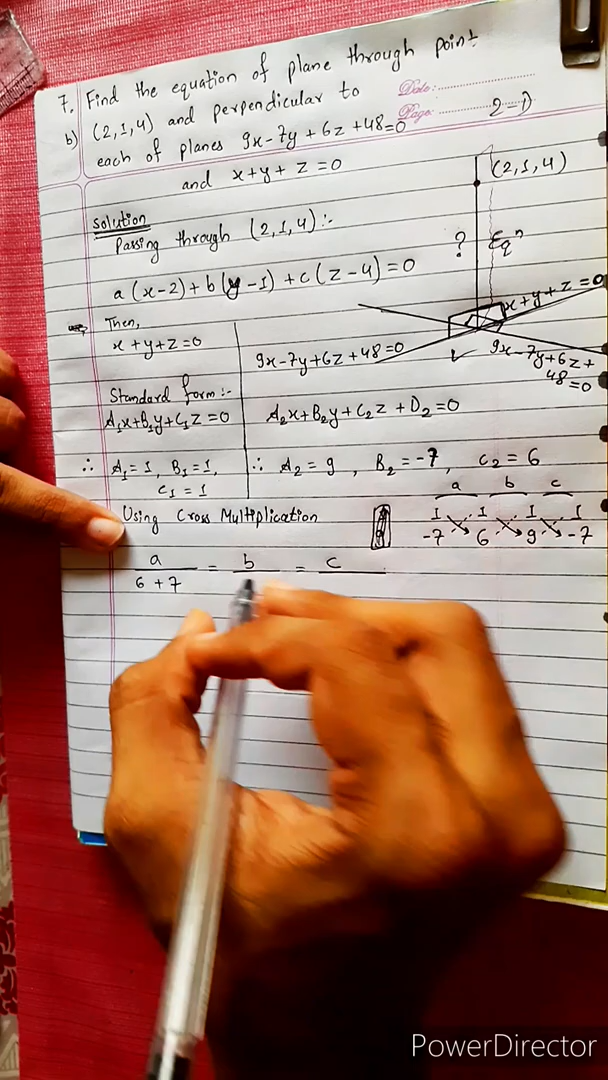 7. Find the equation of plane through point
b) (2,1,4) and perpendicular to
Date:
each of planes 9x-7y+6z+48=0
Page:
and x+y+z=0
(2,1,4)
Solution
Passing through (2,1,4):-
? Eqⁿ
a(x-2)+b(y-1)+c(z-4)=0
x+y+z=0
Then,
x+y+z=0
9x-7y+6z+48=0
9x-7y+6z+
48=0
Standard form:-
A₁x+B₁y+C₁z=0
A₂x+B₂y+C₂z+D₂=0
∴ A₁=1, B₁=1,
C₁=1
∴ A₂=9, B₂=-7, C₂=6
a b c
Using Cross Multiplication
1 1 1 1
-7 6 9 -7
a = b = c
6+7
PowerDirector